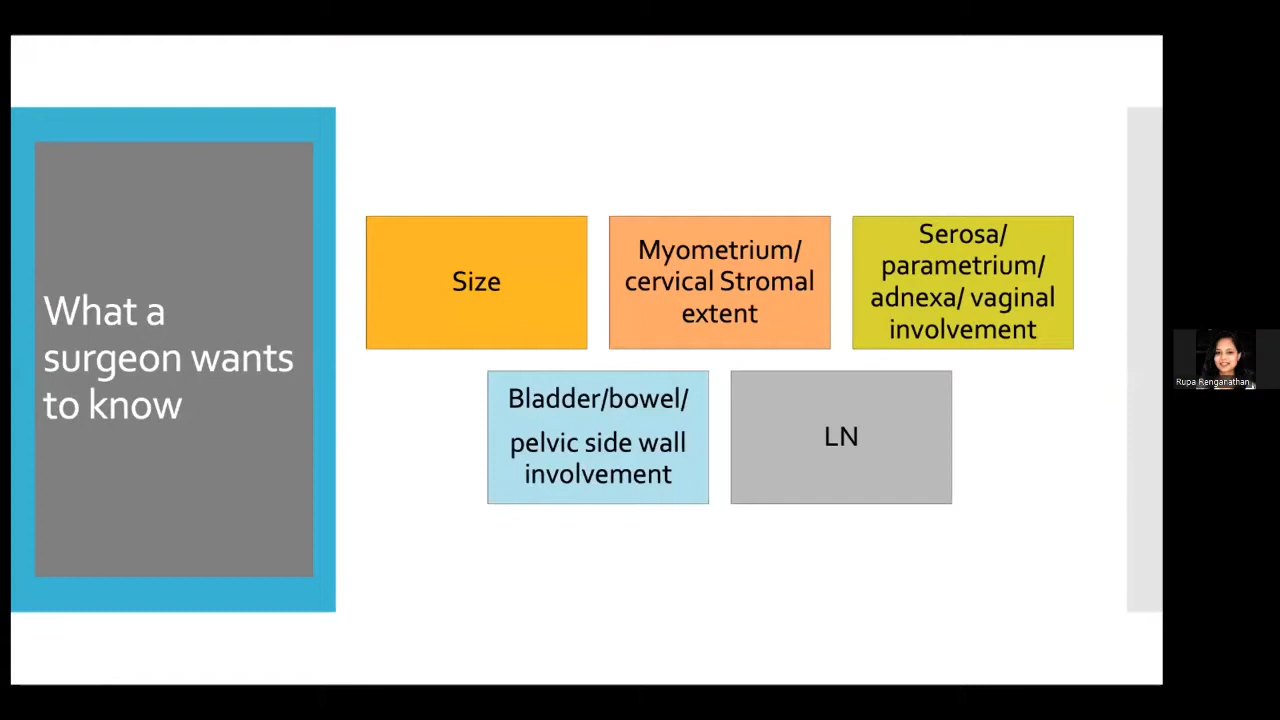 What a
surgeon wants
to know
Size
Myometrium/
cervical Stromal
extent
Serosa/
parametrium/
adnexa/ vaginal
involvement
Bladder/bowel/
pelvic side wall
involvement
LN
Rupa Renganathan